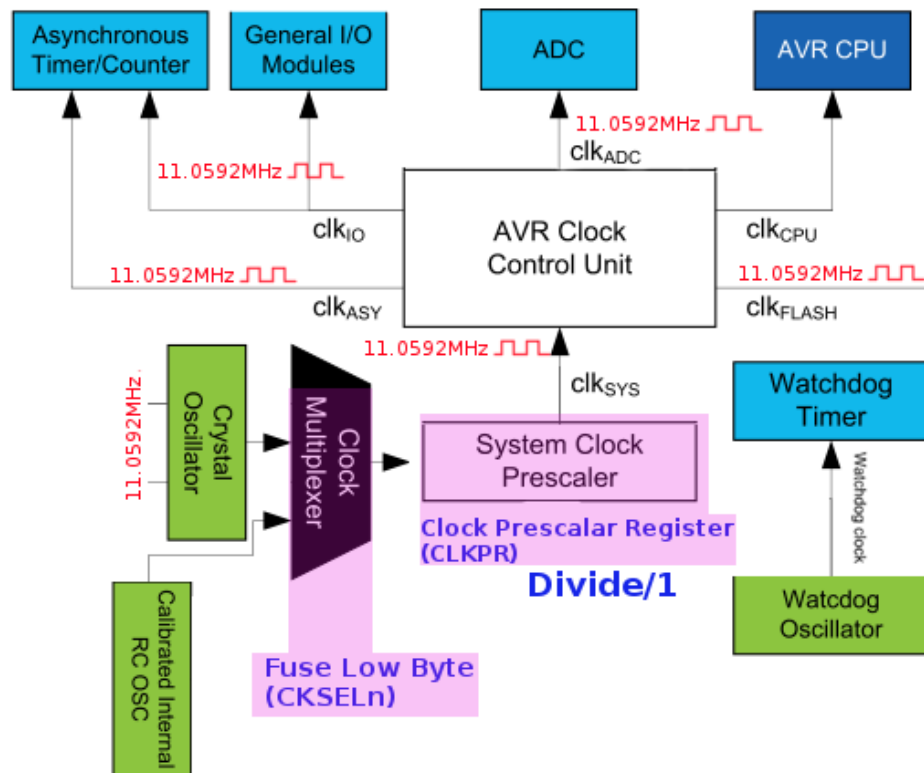 Asynchronous
Timer/Counter
General I/O
Modules
ADC
AVR CPU
11.0592MHz
clkADC
11.0592MHz
clkIO
AVR Clock
Control Unit
clkCPU
11.0592MHz
clkASY
11.0592MHz
clkFLASH
11.0592MHz
clkSYS
11.0592MHz
Crystal
Oscillator
Clock
Multiplexer
System Clock
Prescaler
Clock Prescalar Register
(CLKPR)
Divide/1
Watchdog
Timer
Watchdog clock
Watcdog
Oscillator
Calibrated Internal
RC OSC
Fuse Low Byte
(CKSELn)